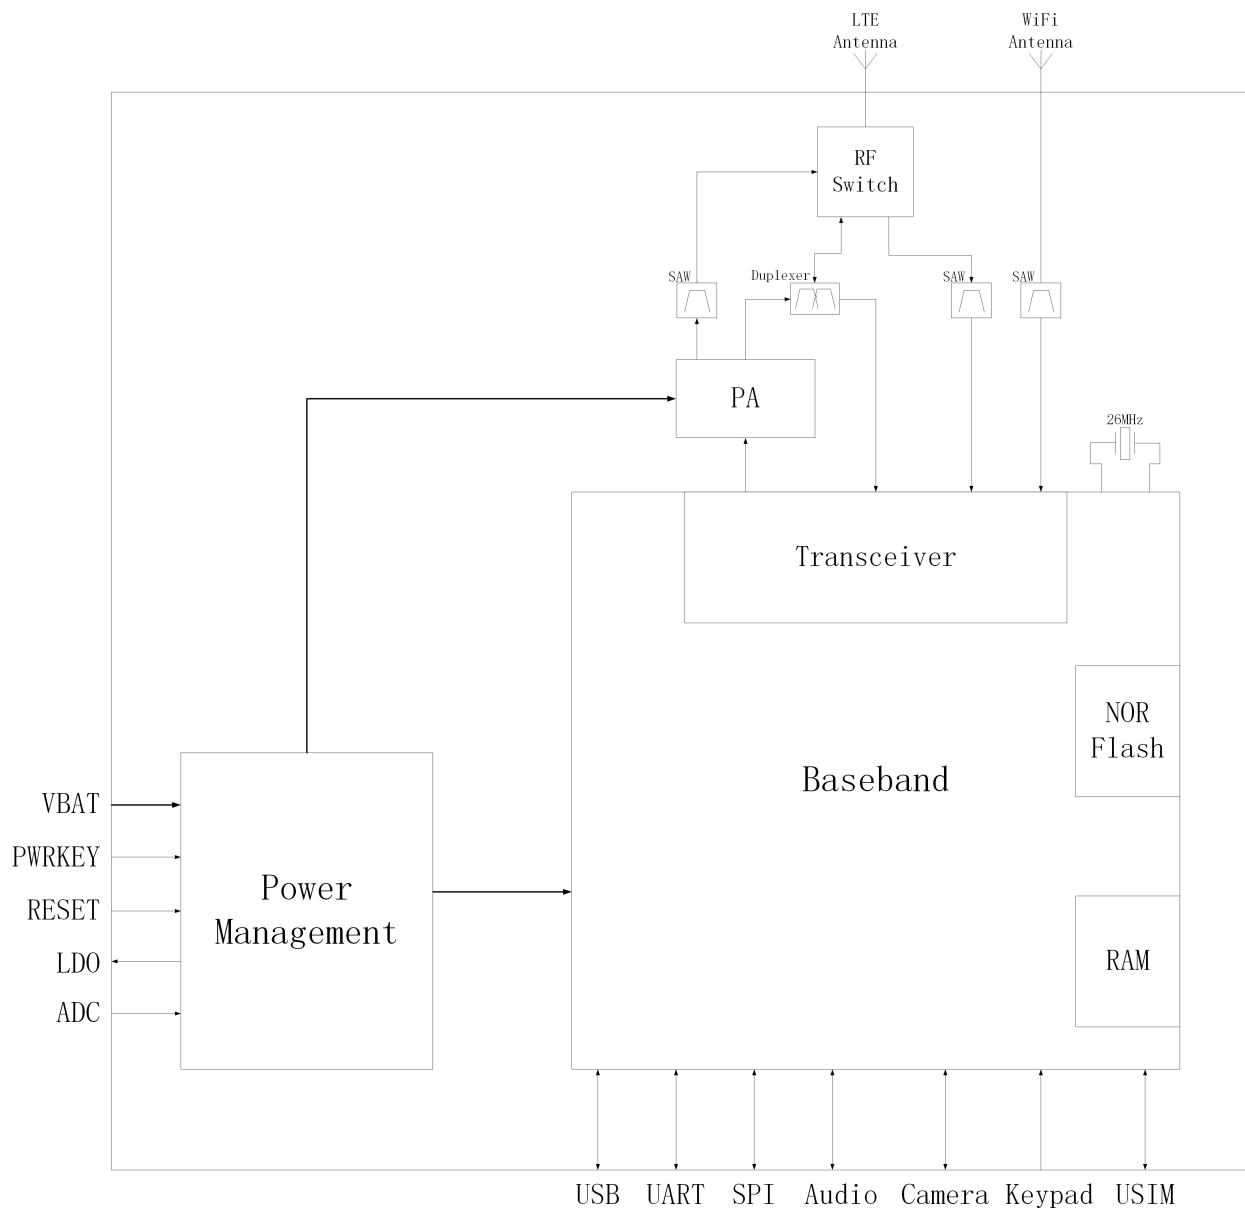 LTE
Antenna
WiFi
Antenna
RF
Switch
SAW
Duplexer
SAW
SAW
PA
26MHz
Transceiver
NOR
Flash
Baseband
VBAT
PWRKEY
RESET
LDO
ADC
Power
Management
RAM
USB
UART
SPI
Audio
Camera
Keypad
USIM